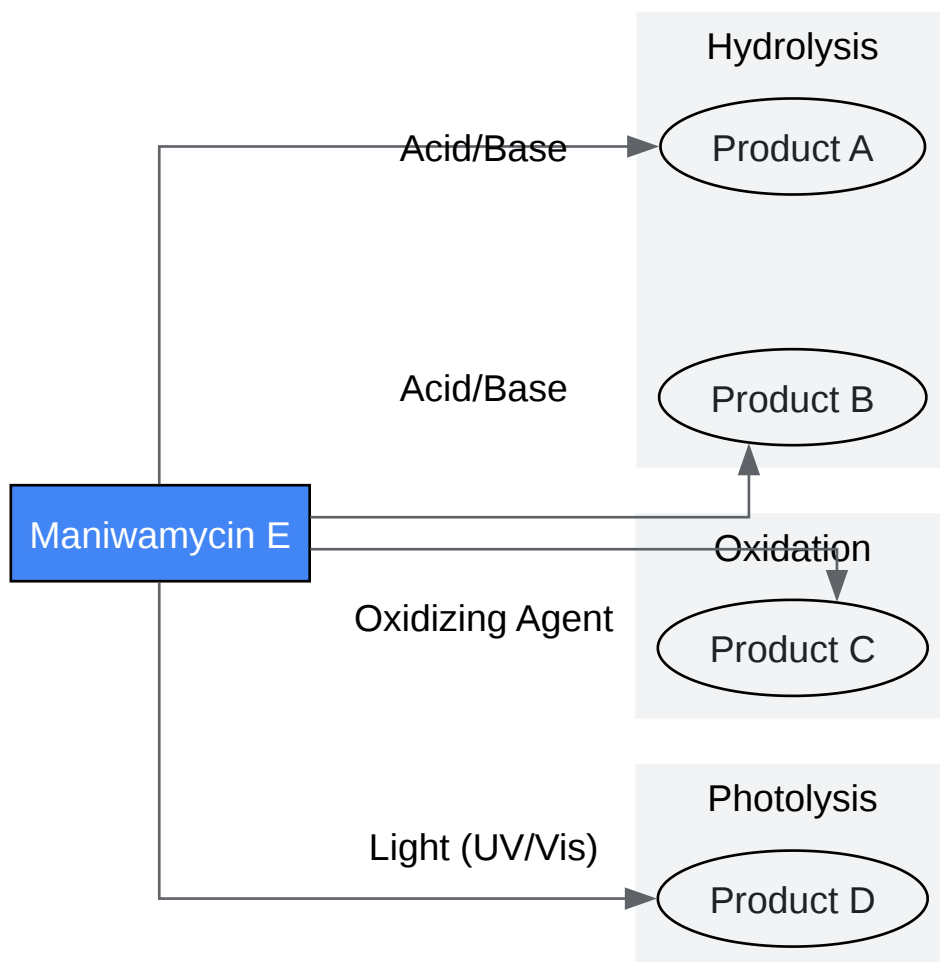 Hydrolysis
Acid/Base
Product A
Acid/Base
Product B
Maniwamycin E
Oxidation
Oxidizing Agent
Product C
Photolysis
Light (UV/Vis)
Product D